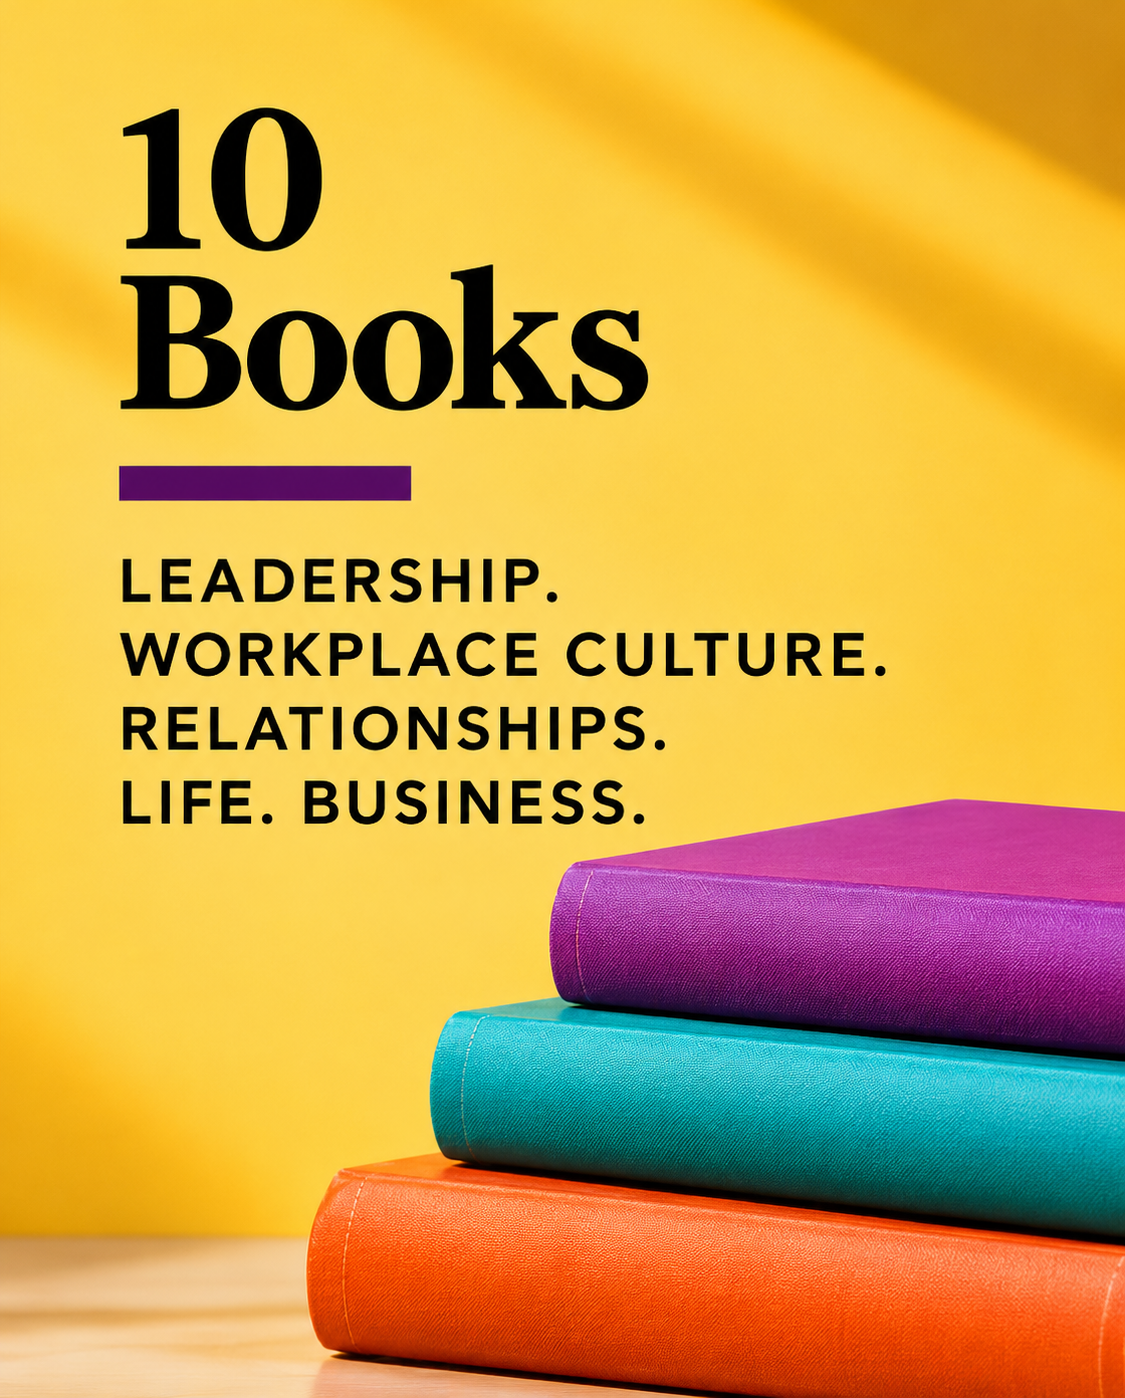 10
Books
LEADERSHIP.
WORKPLACE CULTURE.
RELATIONSHIPS.
LIFE. BUSINESS.